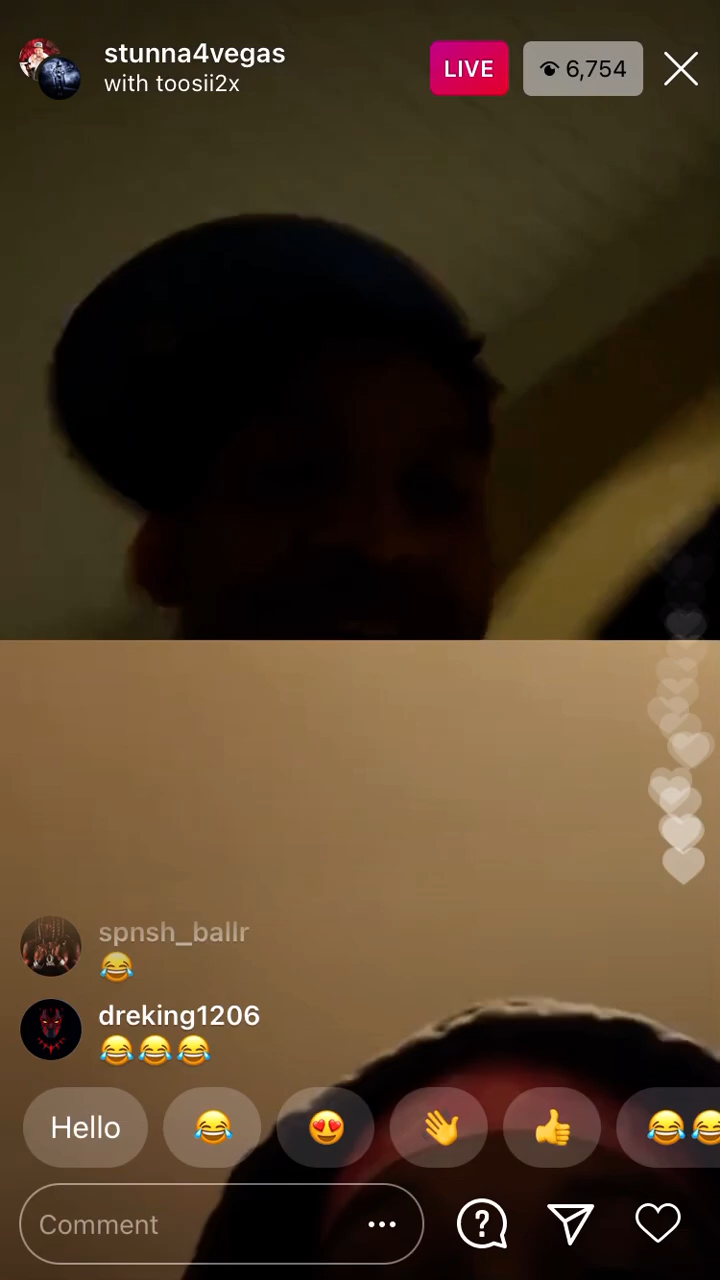 stunna4vegas
with toosii2x
LIVE
6,754
spnsh_ballr
😂
dreking1206
😂😂😂
Hello
Comment